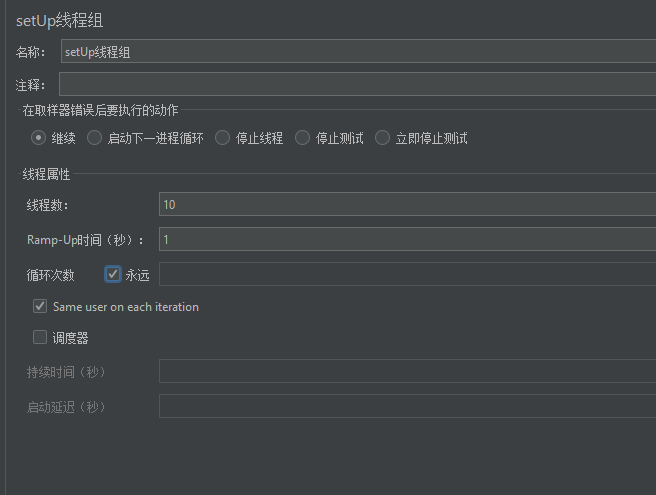 setUp线程组
名称： setUp线程组
注释：
在取样器错误后要执行的动作
继续 启动下一进程循环 停止线程 停止测试 立即停止测试
线程属性
线程数： 10
Ramp-Up时间（秒）： 1
循环次数 永远
Same user on each iteration
调度器
持续时间（秒）
启动延迟（秒）